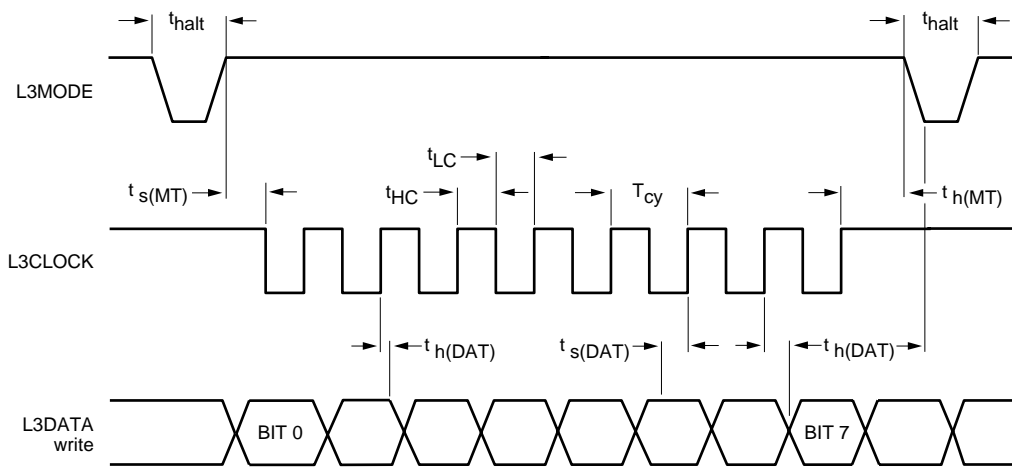 thalt
thalt
L3MODE
tLC
ts(MT)
tHC
Tcy
th(MT)
L3CLOCK
th(DAT)
ts(DAT)
th(DAT)
L3DATA
write
BIT 0
BIT 7